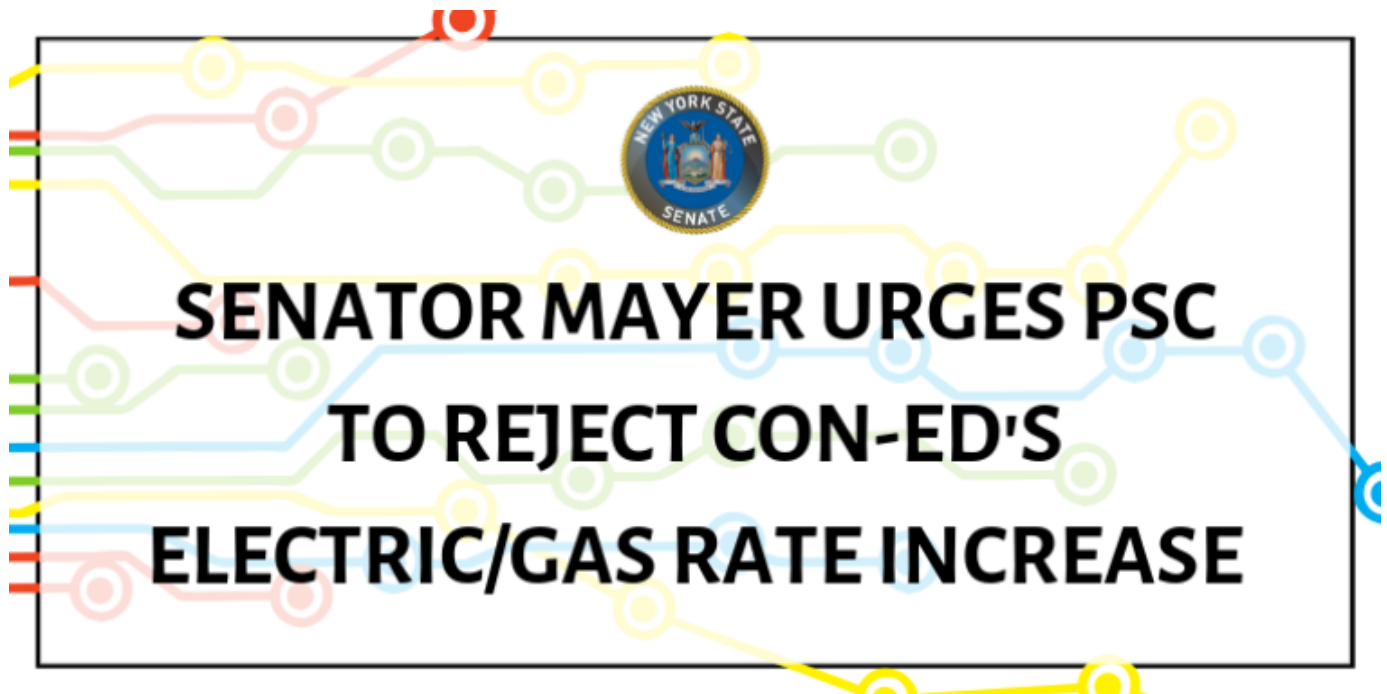 NEW YORK STATE
SENATE
SENATOR MAYER URGES PSC
TO REJECT CON-ED'S
ELECTRIC/GAS RATE INCREASE